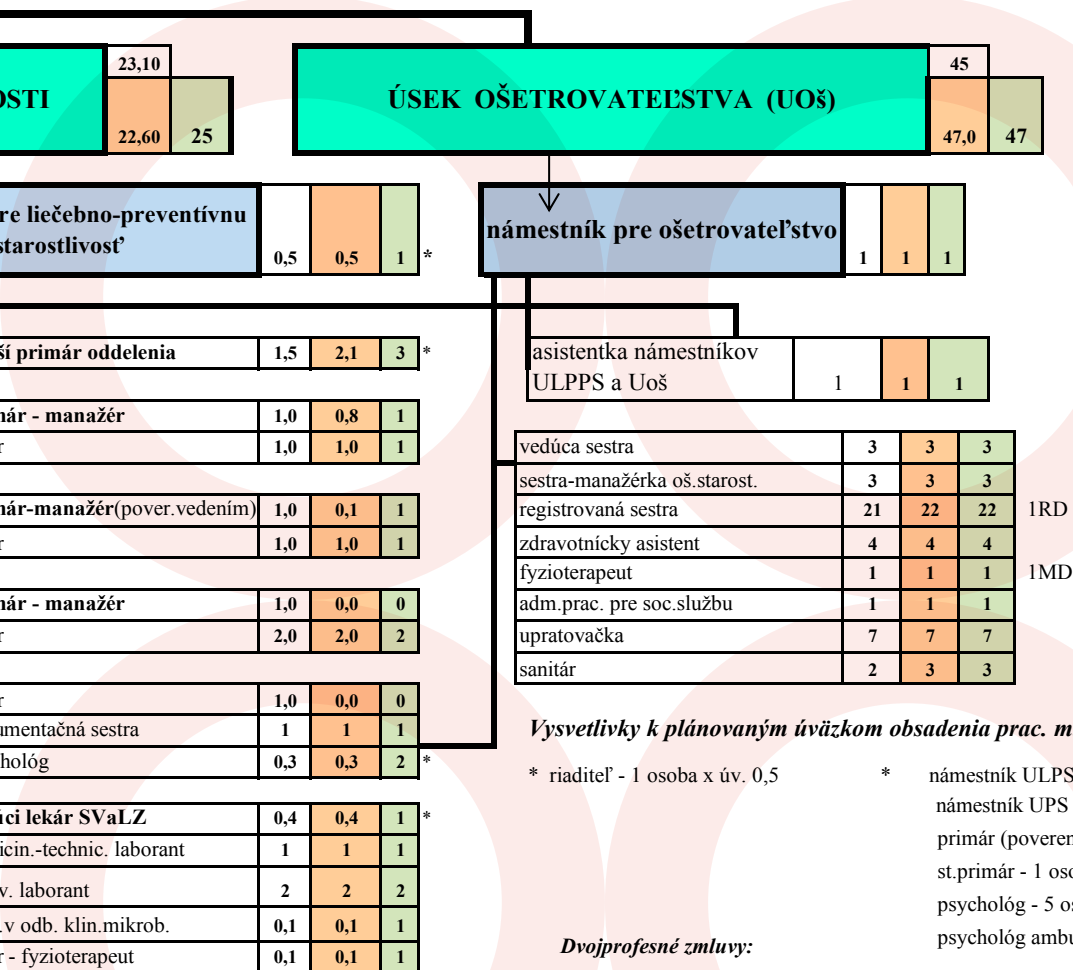 23,10
OSTI
22,60 25
ÚSEK OŠETROVATEĽSTVA (UOš)
45
47,0 47
re liečebno-preventívnu
starostlivosť
0,5 0,5 1 *
námestník pre ošetrovateľstvo
1 1 1
ší primár oddelenia 1,5 2,1 3 *
asistentka námestníkov
ULPPS a Uoš 1 1 1
nár - manažér 1,0 0,8 1
r 1,0 1,0 1
nár-manažér(pover.vedením) 1,0 0,1 1
r 1,0 1,0 1
nár - manažér 1,0 0,0 0
r 2,0 2,0 2
r 1,0 0,0 0
umentačná sestra 1 1 1
hológ 0,3 0,3 2 *
úci lekár SVaLZ 0,4 0,4 1 *
icin.-technic. laborant 1 1 1
v. laborant 2 2 2
.v odb. klin.mikrob. 0,1 0,1 1
r - fyzioterapeut 0,1 0,1 1
vedúca sestra 3 3 3
sestra-manažérka oš.starost. 3 3 3
registrovaná sestra 21 22 22 1RD
zdravotnícky asistent 4 4 4
fyzioterapeut 1 1 1 1MD
adm.prac. pre soc.službu 1 1 1
upratovačka 7 7 7
sanitár 2 3 3
Vysvetlivky k plánovaným úväzkom obsadenia prac. m
* riaditeľ - 1 osoba x úv. 0,5
* námestník ULPS
námestník UPS
primár (poveren
st.primár - 1 oso
psychológ - 5 os
psychológ ambu
Dvojprofesné zmluvy: